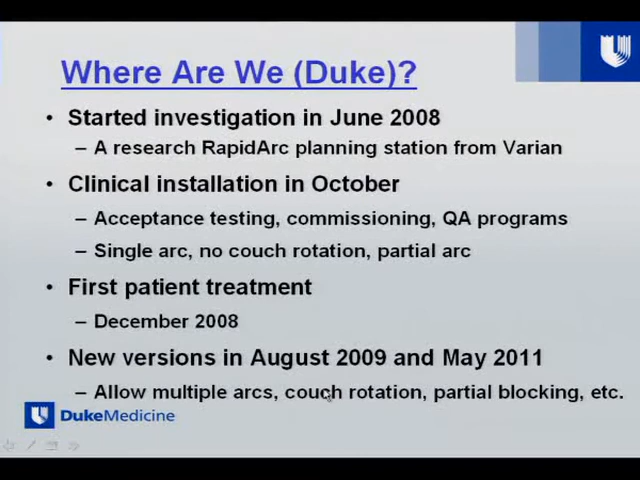 Where Are We (Duke)?
• Started investigation in June 2008
– A research RapidArc planning station from Varian
• Clinical installation in October
– Acceptance testing, commissioning, QA programs
– Single arc, no couch rotation, partial arc
• First patient treatment
– December 2008
• New versions in August 2009 and May 2011
– Allow multiple arcs, couch rotation, partial blocking, etc.
DukeMedicine